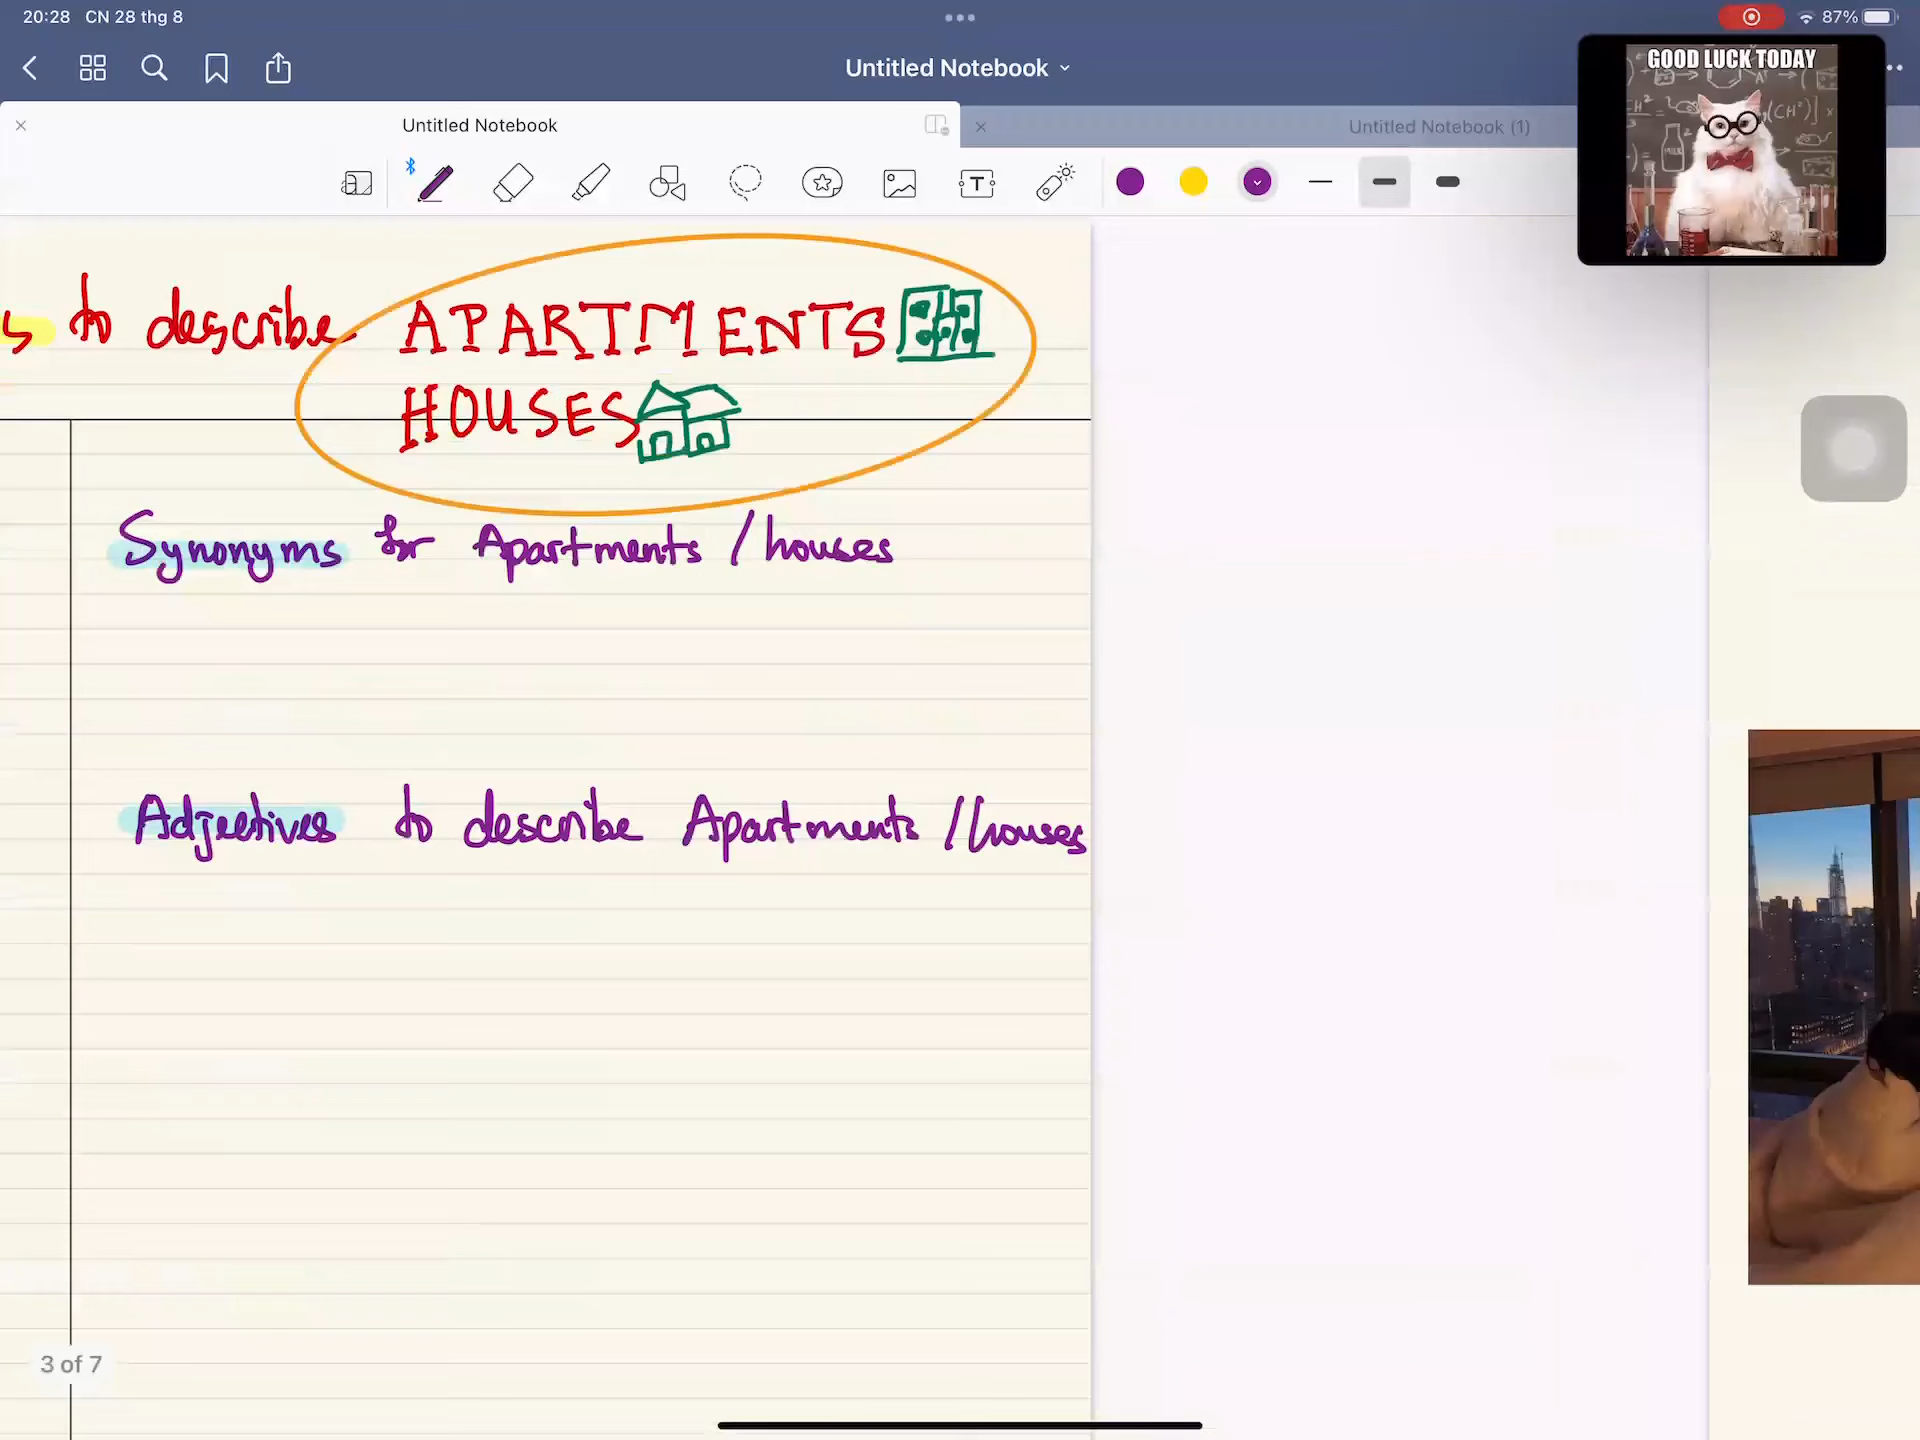 20:28 CN 28 thg 8
87%
Untitled Notebook
GOOD LUCK TODAY
Untitled Notebook
Untitled Notebook (1)
s to describe APARTMENTS
HOUSES
Synonyms for Apartments / houses
Adjectives to describe Apartments / houses
3 of 7